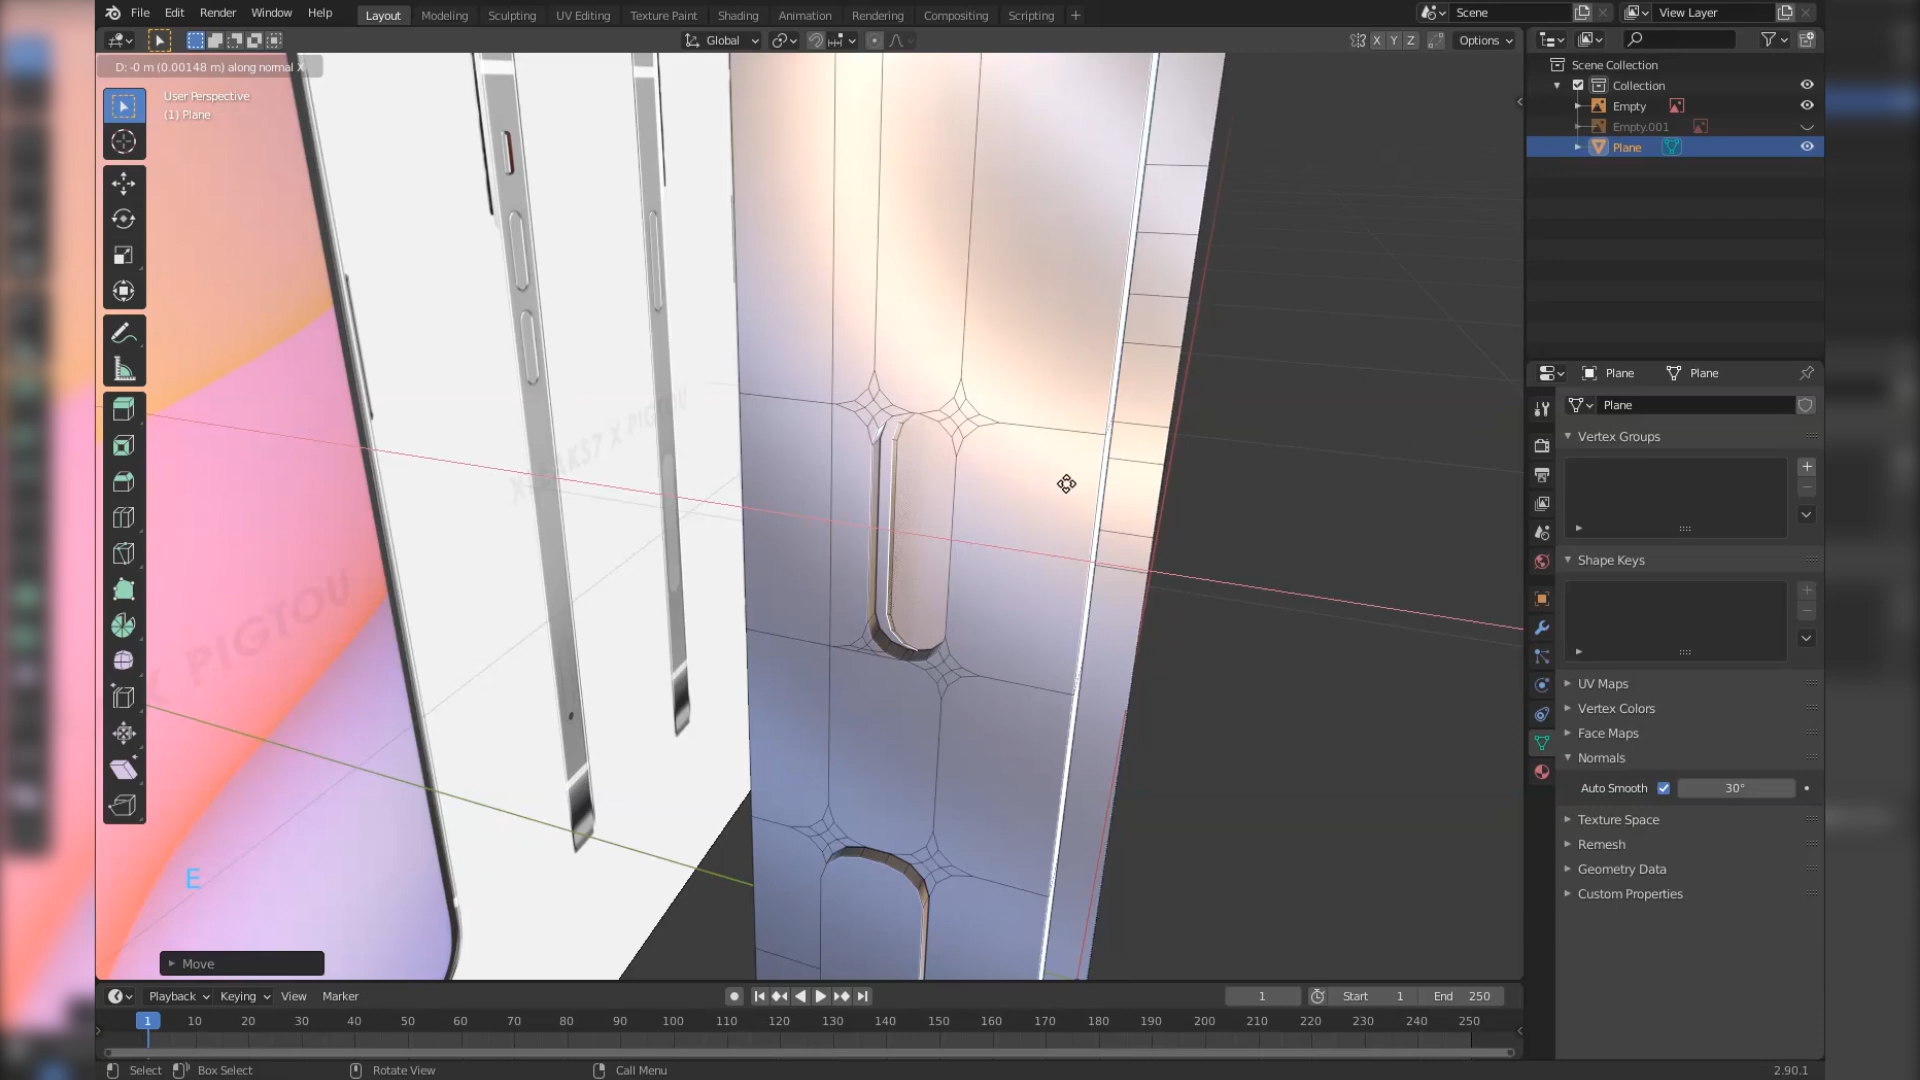 File Edit Render Window Help
Layout Modeling Sculpting UV Editing Texture Paint Shading Animation Rendering Compositing Scripting +
Scene
View Layer
Global
X Y Z
Options
D: -0 m (0.00148 m) along normal X
User Perspective
(1) Plane
Scene Collection
Collection
Empty
Empty.001
Plane
Plane Plane
Plane
Vertex Groups
Shape Keys
UV Maps
Vertex Colors
Face Maps
Normals
Auto Smooth 30°
Texture Space
Remesh
Geometry Data
Custom Properties
X PIGTOU
X LEAKS7 X PIGTOU
E
Move
Playback Keying View Marker
1 Start 1 End 250
1 10 20 30 40 50 60 70 80 90 100 110 120 130 140 150 160 170 180 190 200 210 220 230 240 250
Select Box Select Rotate View Call Menu 2.90.1